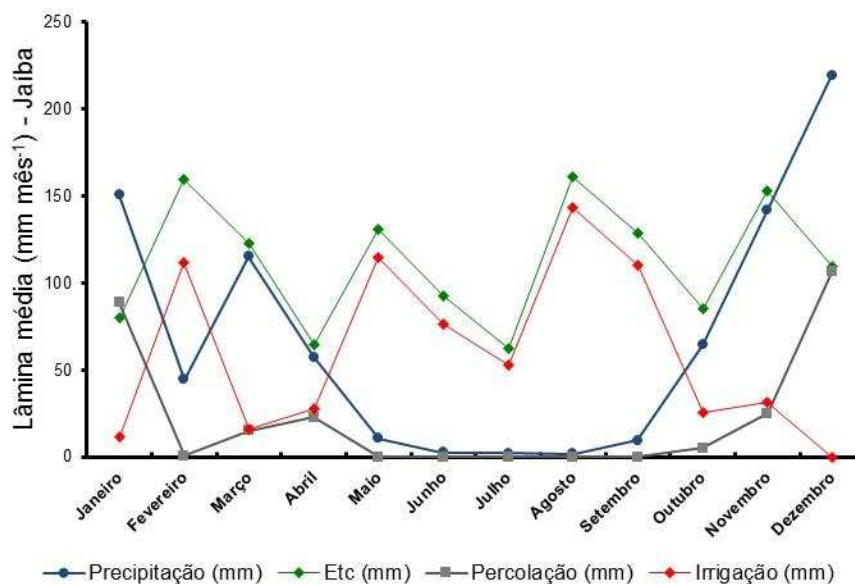 Lâmina média (mm mês-¹) - Jaíba
250
200
150
100
50
0
Janeiro
Fevereiro
Março
Abril
Maio
Junho
Julho
Agosto
Setembro
Outubro
Novembro
Dezembro
Precipitação (mm)
Etc (mm)
Percolação (mm)
Irrigação (mm)